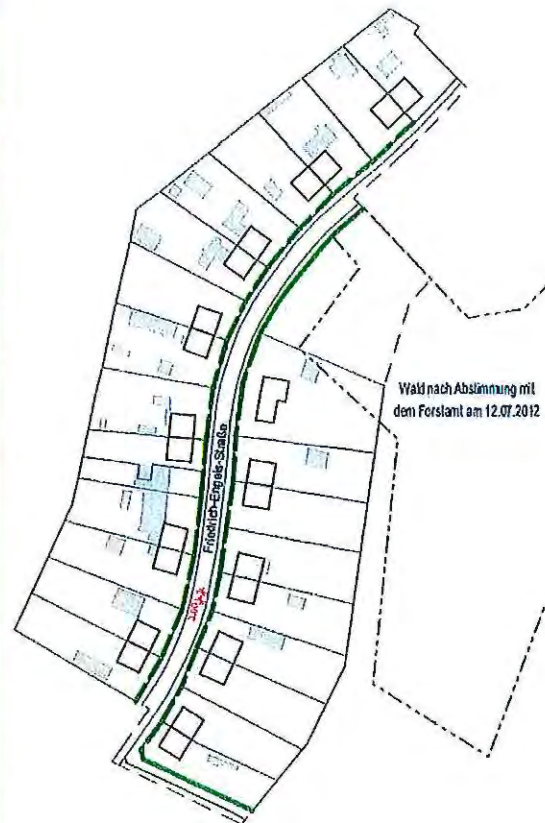 Wald nach Abstimmung mit
dem Forstamt am 12.07.2012
Friedrich-Engels-Straße